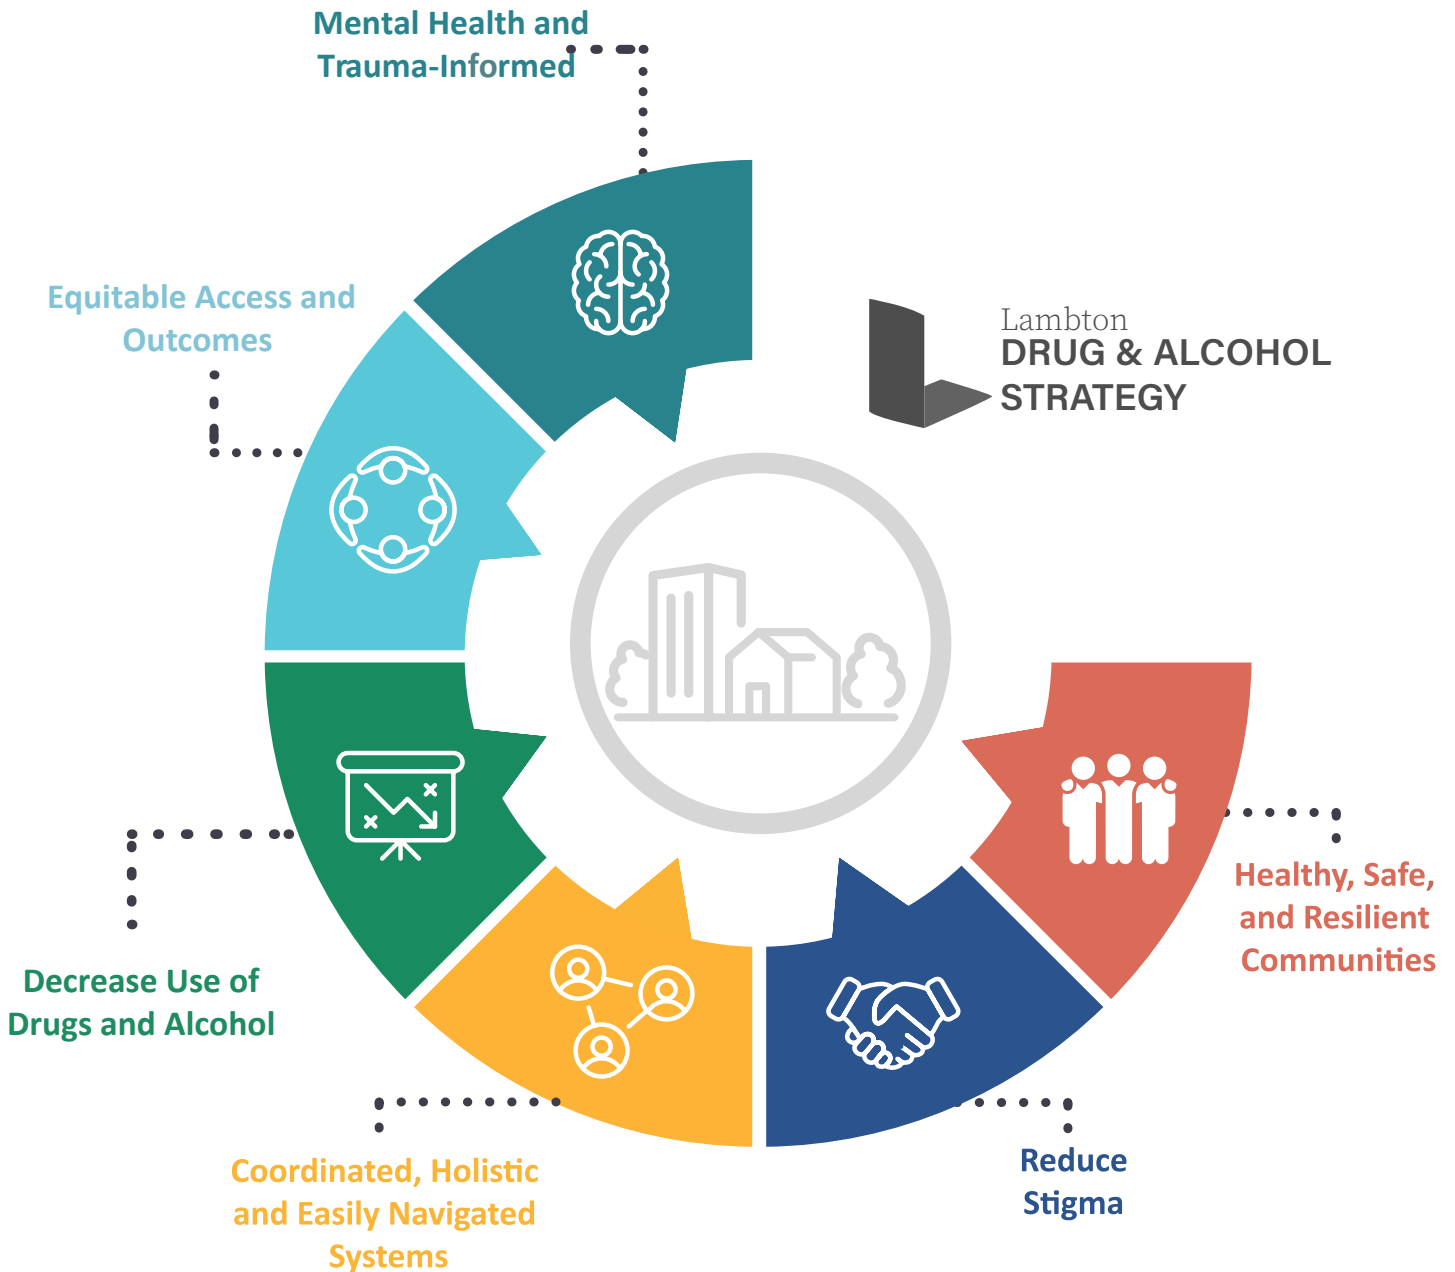 Mental Health and
Trauma-Informed
Equitable Access and
Outcomes
Lambton
DRUG & ALCOHOL
STRATEGY
Healthy, Safe,
and Resilient
Communities
Decrease Use of
Drugs and Alcohol
Coordinated, Holistic
and Easily Navigated
Systems
Reduce
Stigma